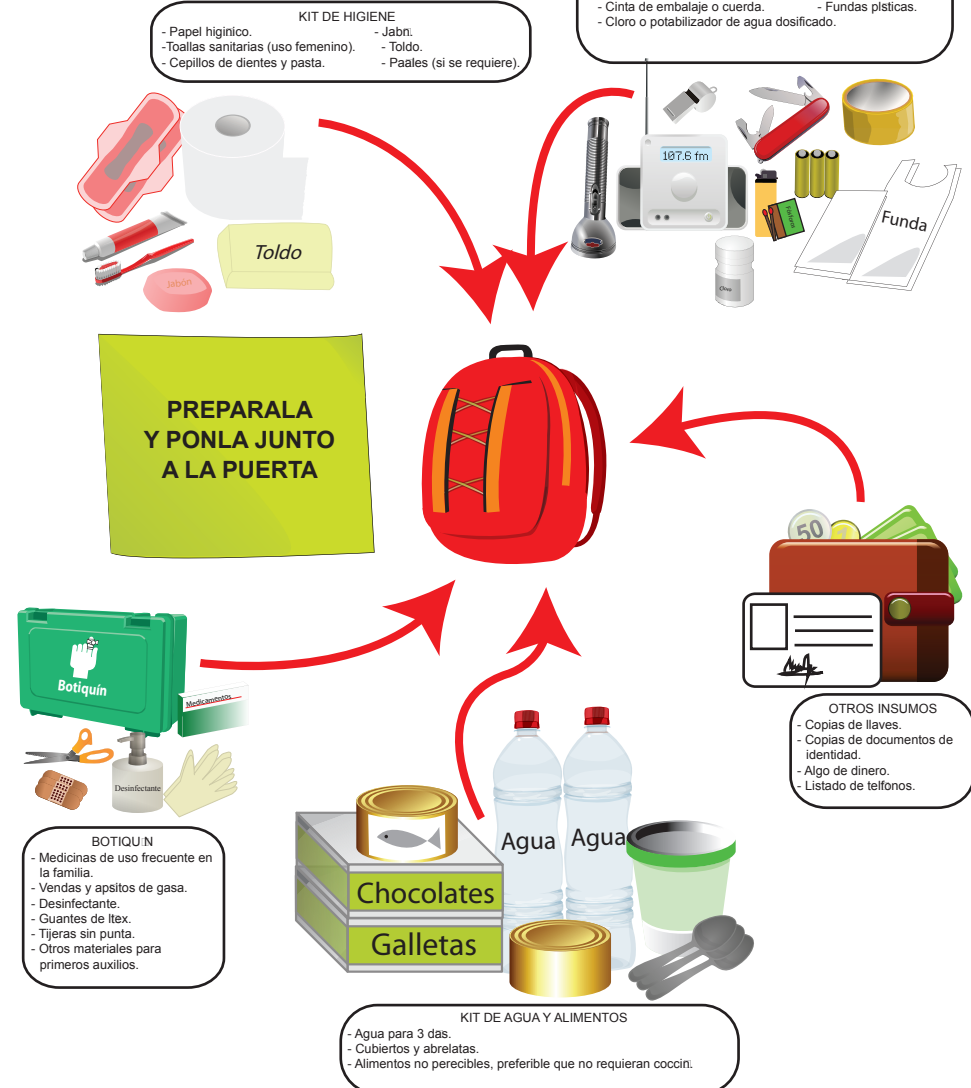 KIT DE HIGIENE
- Papel higinico. - Jabn.
-Toallas sanitarias (uso femenino). - Toldo.
- Cepillos de dientes y pasta. - Paales (si se requiere).
- Cinta de embalaje o cuerda. - Fundas plsticas.
- Cloro o potabilizador de agua dosificado.
107.6 fm
Fósforos
Funda
Cloro
Toldo
Jabón
PREPARALA
Y PONLA JUNTO
A LA PUERTA
50
1
Botiquín
Medicamentos
Desinfectante
OTROS INSUMOS
- Copias de llaves.
- Copias de documentos de
identidad.
- Algo de dinero.
- Listado de telfonos.
BOTIQUN
- Medicinas de uso frecuente en
la familia.
- Vendas y apsitos de gasa.
- Desinfectante.
- Guantes de ltex.
- Tijeras sin punta.
- Otros materiales para
primeros auxilios.
Agua
Agua
Chocolates
Galletas
KIT DE AGUA Y ALIMENTOS
- Agua para 3 das.
- Cubiertos y abrelatas.
- Alimentos no perecibles, preferible que no requieran coccin.